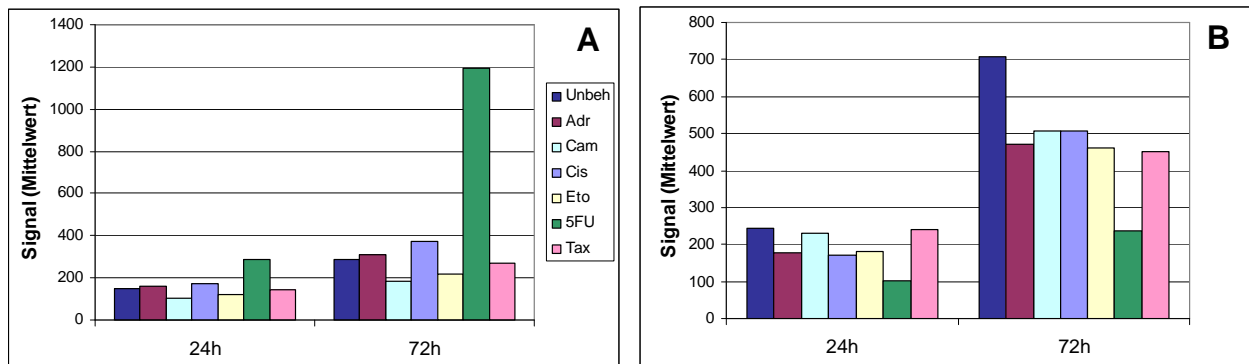 A
Signal (Mittelwert)
1400
1200
1000
800
600
400
200
0
24h
72h
Unbeh
Adr
Cam
Cis
Eto
5FU
Tax
B
Signal (Mittelwert)
800
700
600
500
400
300
200
100
0
24h
72h